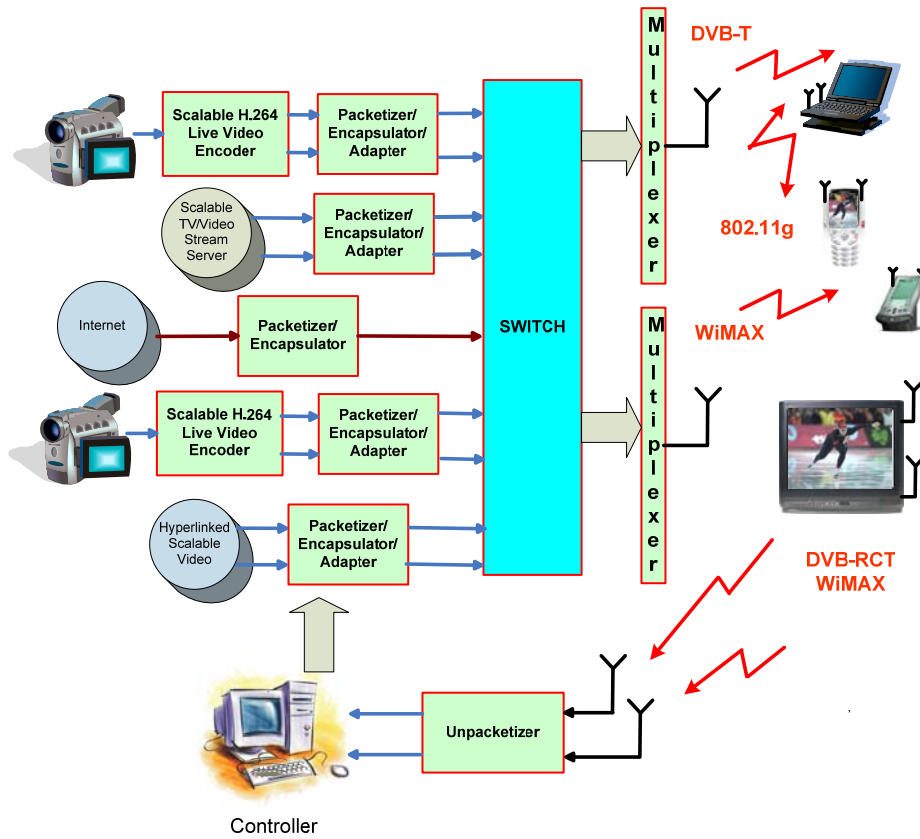 DVB-T
Multiplexer
Scalable H.264
Live Video
Encoder
Packetizer/
Encapsulator/
Adapter
Scalable
TV/Video
Stream
Server
Packetizer/
Encapsulator/
Adapter
802.11g
Internet
Packetizer/
Encapsulator
SWITCH
Multiplexer
WiMAX
Scalable H.264
Live Video
Encoder
Packetizer/
Encapsulator/
Adapter
Hyperlinked
Scalable
Video
Packetizer/
Encapsulator/
Adapter
DVB-RCT
WiMAX
Unpacketizer
,
Controller